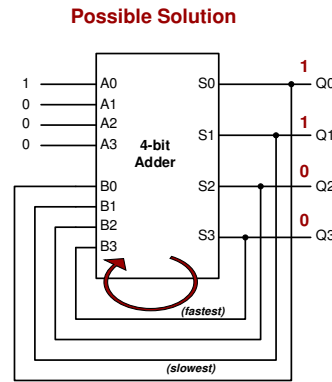 Possible Solution
1 A0 S0 1 Q0
0 A1
0 A2 S1 1 Q1
0 A3
4-bit
Adder
B0 S2 0 Q2
B1
B2
B3 S3 0 Q3
(fastest)
(slowest)